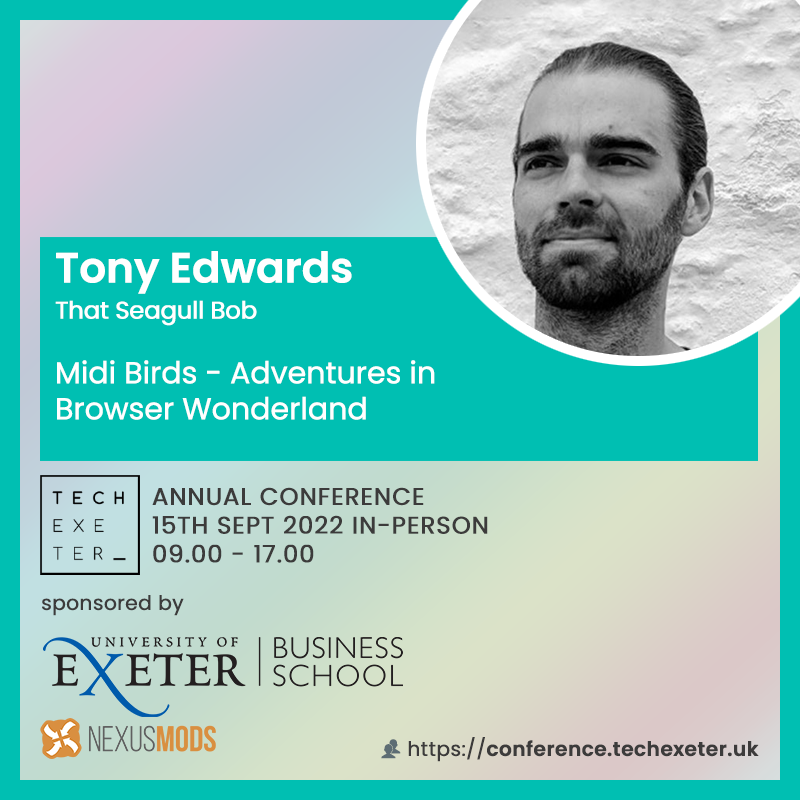 Tony Edwards
That Seagull Bob
Midi Birds - Adventures in
Browser Wonderland
TECH
EXE
TER_
ANNUAL CONFERENCE
15TH SEPT 2022 IN-PERSON
09.00 - 17.00
sponsored by
UNIVERSITY OF
EXETER
BUSINESS
SCHOOL
NEXUSMODS
https://conference.techexeter.uk